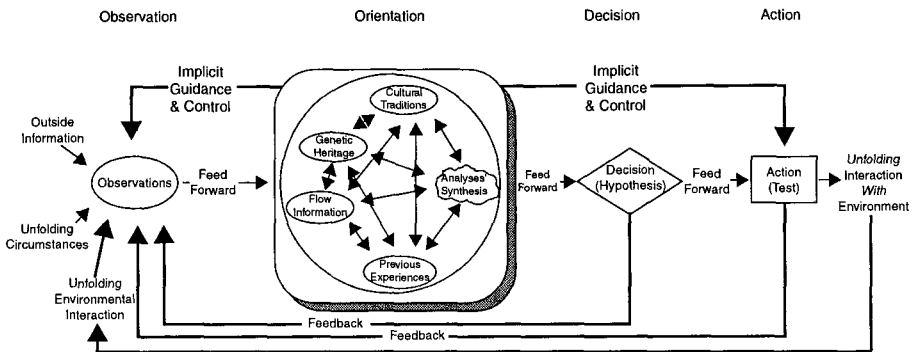 Observation
Orientation
Decision
Action
Implicit
Guidance
& Control
Implicit
Guidance
& Control
Outside
Information
Observations
Unfolding
Circumstances
Unfolding
Environmental
Interaction
Feed
Forward
Cultural
Traditions
Genetic
Heritage
Flow
Information
Analyses'
Synthesis
Previous
Experiences
Feed
Forward
Decision
(Hypothesis)
Feed
Forward
Action
(Test)
Unfolding
Interaction
With
Environment
Feedback
Feedback